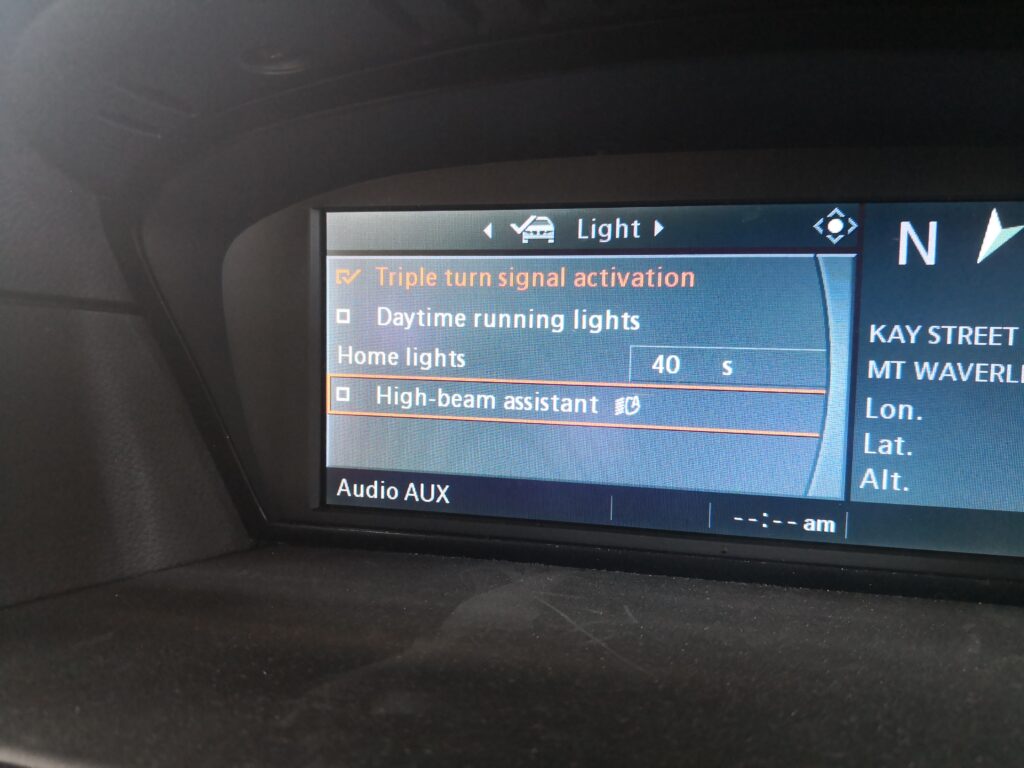 Light
Triple turn signal activation
Daytime running lights
Home lights 40 s
High-beam assistant
Audio AUX
--:-- am
N
KAY STREET
MT
Lon.
Lat.
Alt.